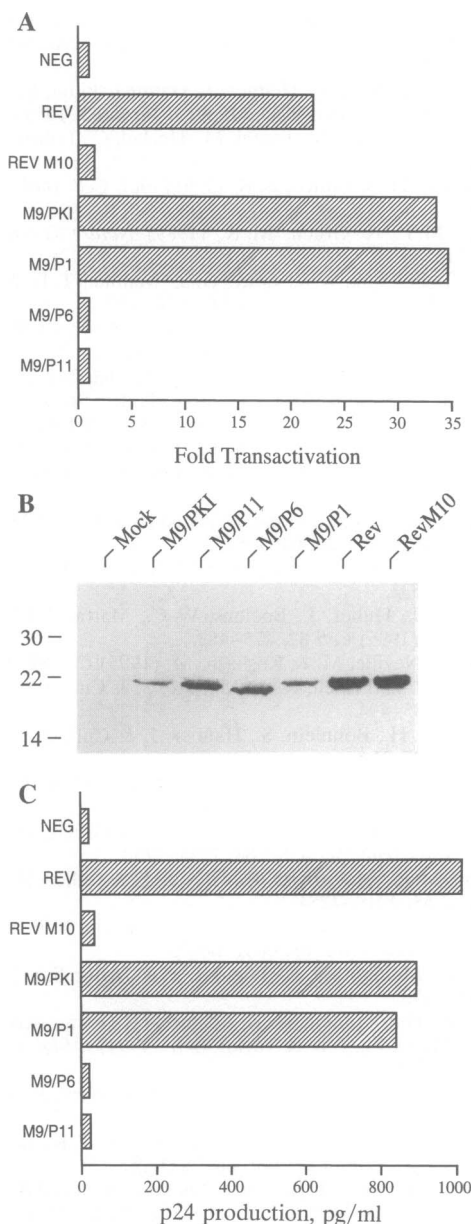 A
NEG
REV
REV M10
M9/PKI
M9/P1
M9/P6
M9/P11
0 5 10 15 20 25 30 35
Fold Transactivation
B
Mock M9/PKI M9/P11 M9/P6 M9/P1 Rev RevM10
30
22
14
C
NEG
REV
REV M10
M9/PKI
M9/P1
M9/P6
M9/P11
0 200 400 600 800 1000
p24 production, pg/ml